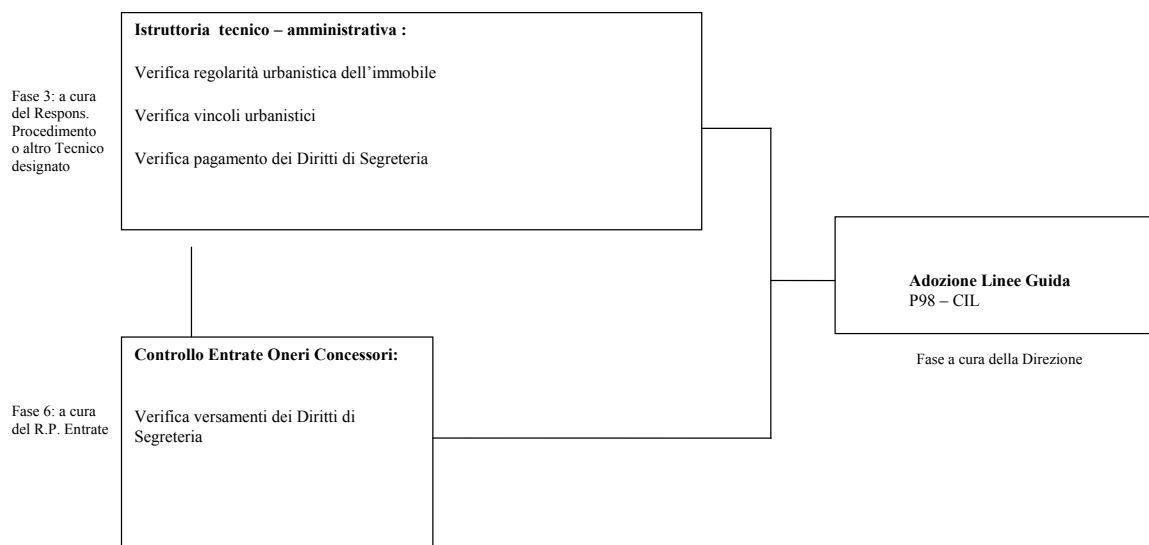 Istruttoria tecnico – amministrativa :
Verifica regolarità urbanistica dell’immobile
Verifica vincoli urbanistici
Verifica pagamento dei Diritti di Segreteria
Fase 3: a cura
del Respons.
Procedimento
o altro Tecnico
designato
Adozione Linee Guida
P98 – CIL
Fase a cura della Direzione
Controllo Entrate Oneri Concessori:
Verifica versamenti dei Diritti di
Segreteria
Fase 6: a cura
del R.P. Entrate